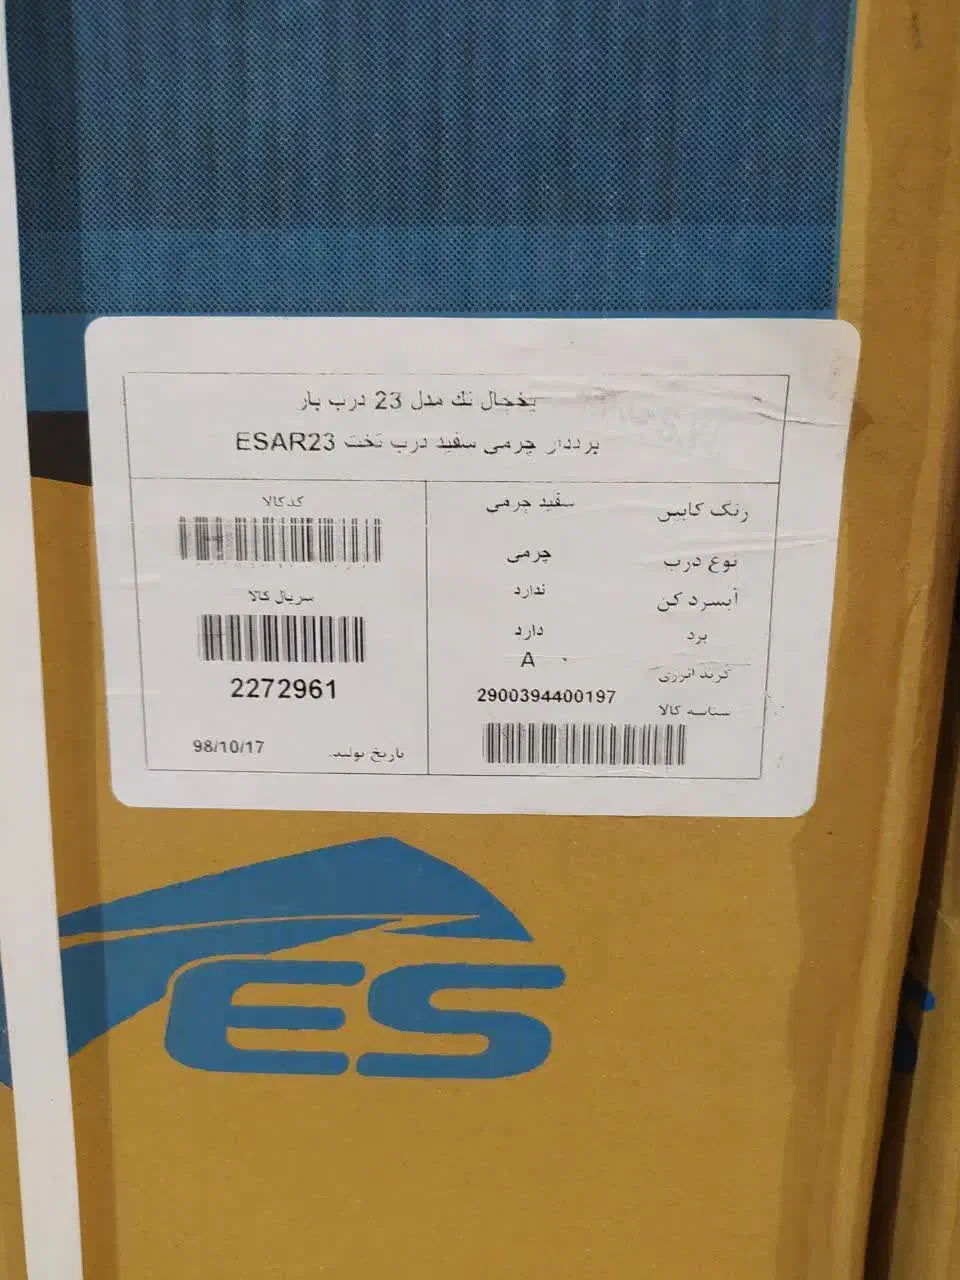 یخچال تک مدل 23 درب بار
برددار چرمی سفید درب تخت ESAR23
رنگ کابین سفید چرمی
نوع درب چرمی
آبسرد کن ندارد
برد دارد
گرید انرژی A
شناسه کالا 2900394400197
کد کالا
سریال کالا
2272961
تاریخ تولید: 98/10/17
ES